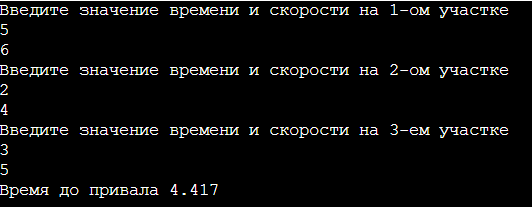 Введите значение времени и скорости на 1-ом участке
5
6
Введите значение времени и скорости на 2-ом участке
2
4
Введите значение времени и скорости на 3-ем участке
3
5
Время до привала 4.417